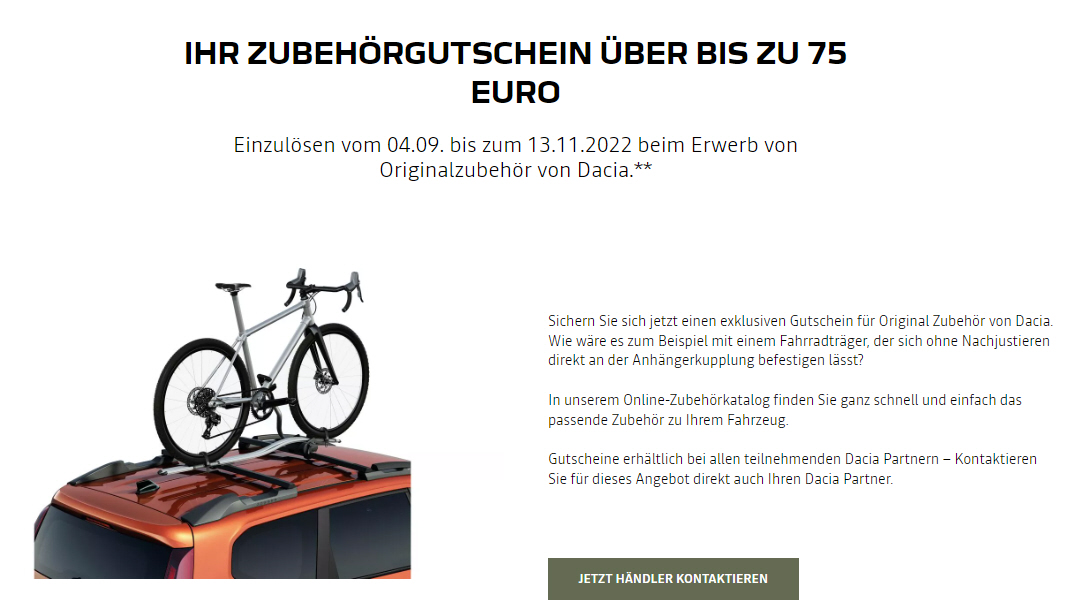 IHR ZUBEHÖRGUTSCHEIN ÜBER BIS ZU 75
EURO
Einzulösen vom 04.09. bis zum 13.11.2022 beim Erwerb von
Originalzubehör von Dacia.**
Sichern Sie sich jetzt einen exklusiven Gutschein für Original Zubehör von Dacia.
Wie wäre es zum Beispiel mit einem Fahrradträger, der sich ohne Nachjustieren
direkt an der Anhängerkupplung befestigen lässt?
In unserem Online-Zubehörkatalog finden Sie ganz schnell und einfach das
passende Zubehör zu Ihrem Fahrzeug.
Gutscheine erhältlich bei allen teilnehmenden Dacia Partnern – Kontaktieren
Sie für dieses Angebot direkt auch Ihren Dacia Partner.
JETZT HÄNDLER KONTAKTIEREN